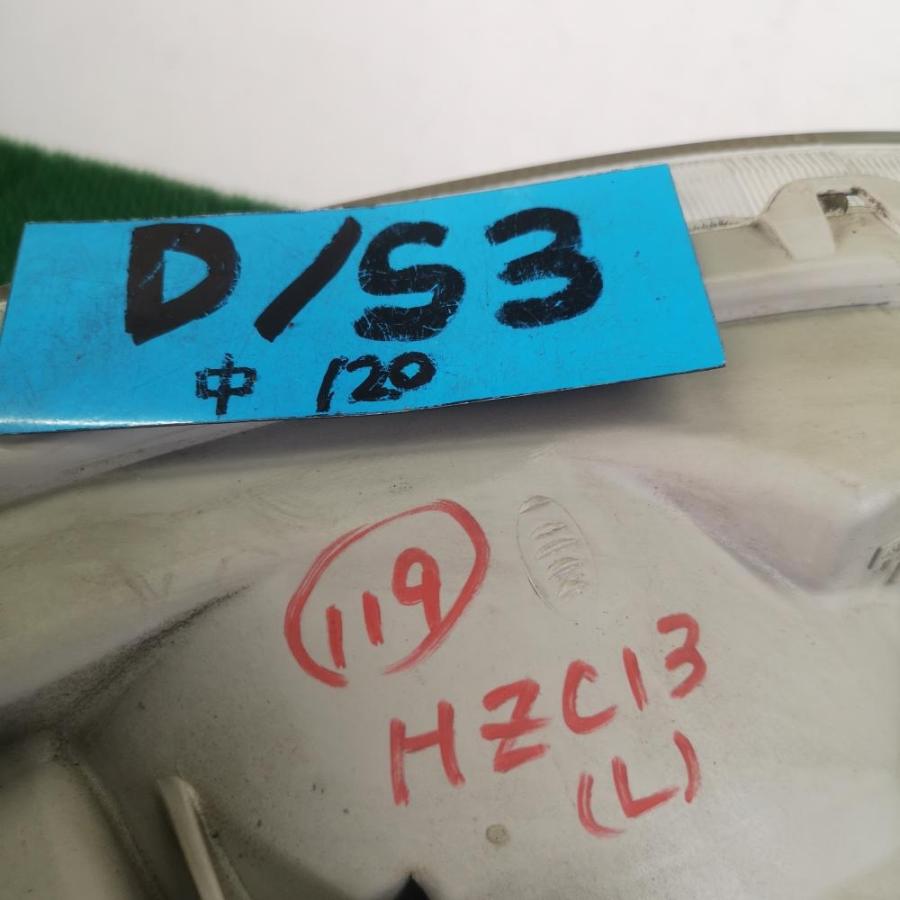 D/S3
中 120
119
HZC13
(L)